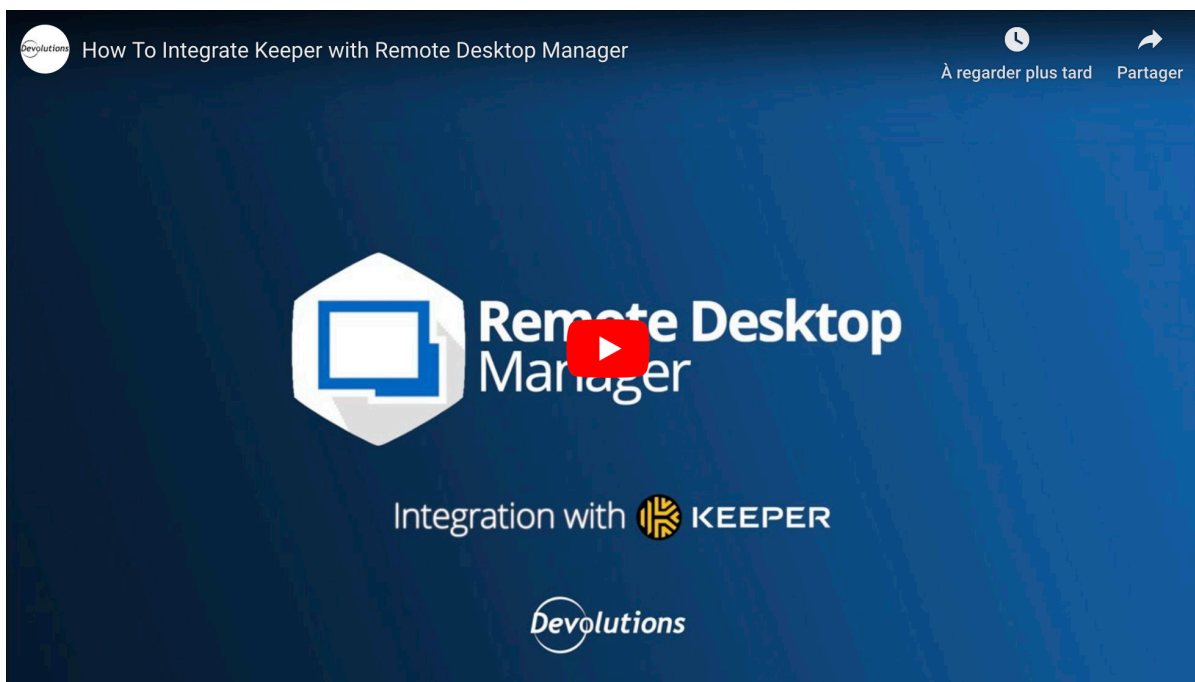 Devolutions
How To Integrate Keeper with Remote Desktop Manager
À regarder plus tard
Partager
Remote Desktop
Manager
Integration with KEEPER
Devolutions